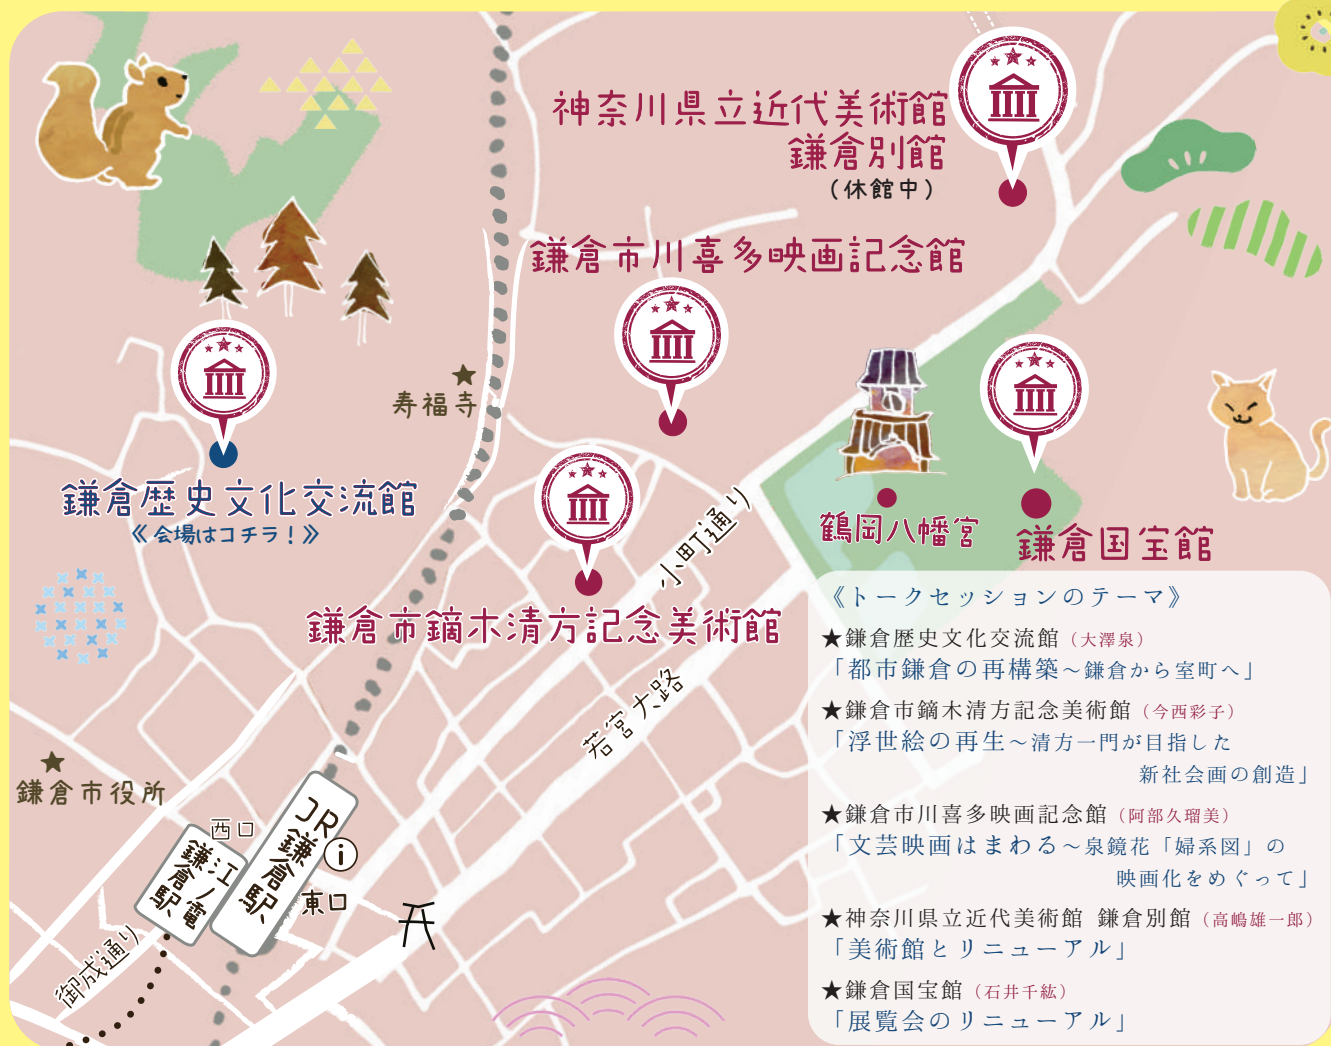 神奈川県立近代美術館
鎌倉別館
（休館中）
鎌倉市川喜多映画記念館
寿福寺
鎌倉歴史文化交流館
《会場はコチラ！》
小町通り
鶴岡八幡宮
鎌倉国宝館
鎌倉市鏑木清方記念美術館
若宮大路
鎌倉市役所
西口
JR
鎌倉駅
i
江ノ電
鎌倉駅
東口
御成通り
《トークセッションのテーマ》
★鎌倉歴史文化交流館（大澤泉）
「都市鎌倉の再構築～鎌倉から室町へ」
★鎌倉市鏑木清方記念美術館（今西彩子）
「浮世絵の再生～清方一門が目指した
新社会画の創造」
★鎌倉市川喜多映画記念館（阿部久瑠美）
「文芸映画はまわる～泉鏡花「婦系図」の
映画化をめぐって」
★神奈川県立近代美術館 鎌倉別館（高嶋雄一郎）
「美術館とリニューアル」
★鎌倉国宝館（石井千紘）
「展覧会のリニューアル」